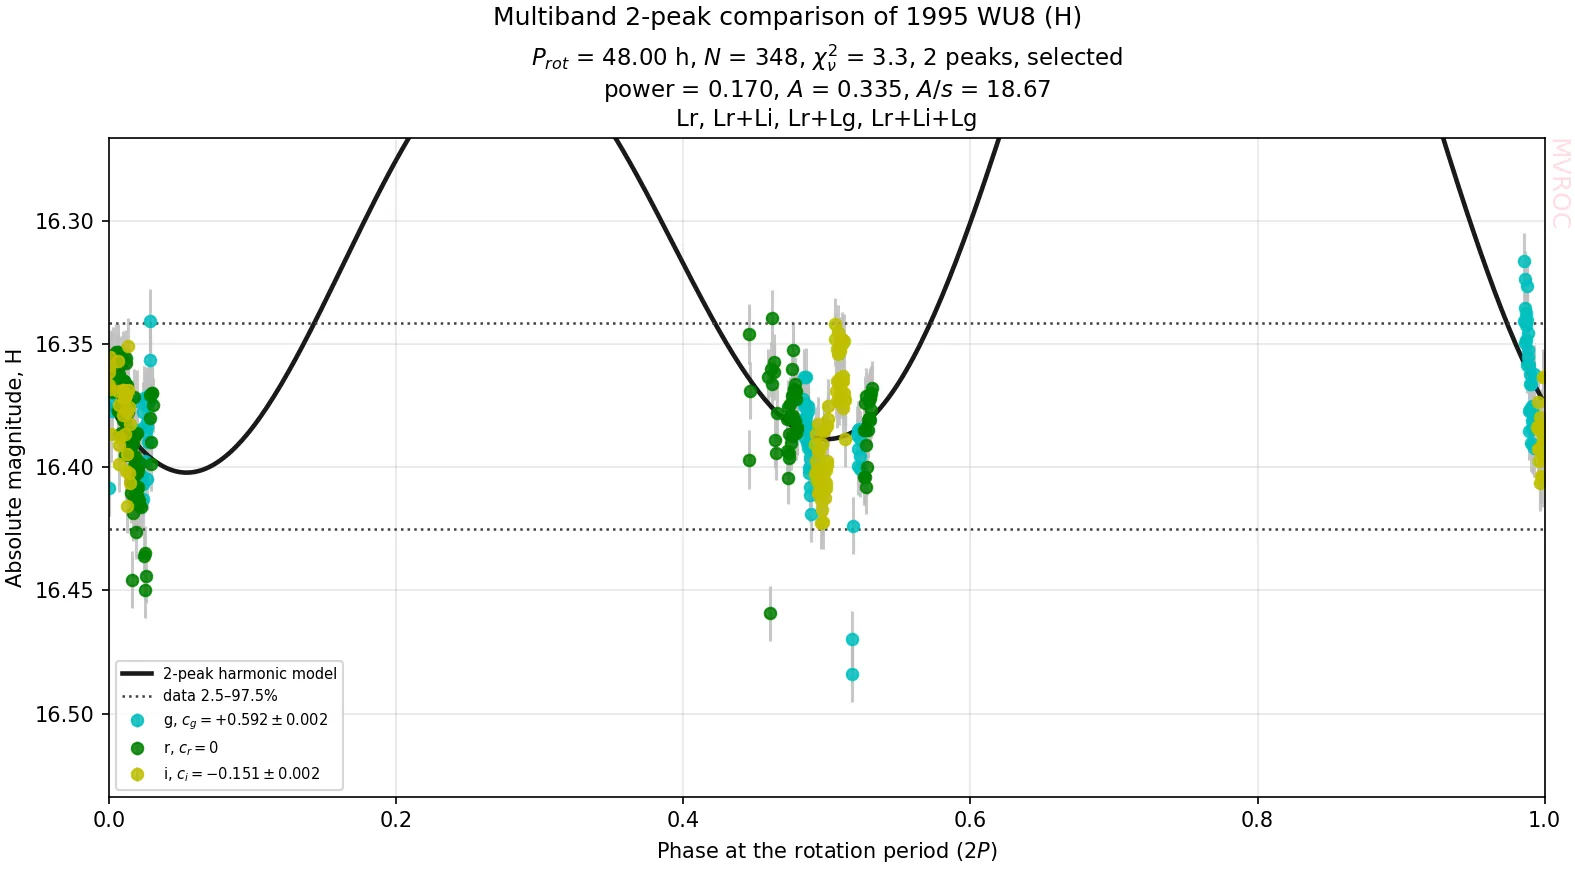 Multiband 2-peak comparison of 1995 WU8 (H)
P_rot = 48.00 h, N = 348, χ²_ν = 3.3, 2 peaks, selected
power = 0.170, A = 0.335, A/s = 18.67
Lr, Lr+Li, Lr+Lg, Lr+Li+Lg
MVROC
Absolute magnitude, H
16.30
16.35
16.40
16.45
16.50
2-peak harmonic model
data 2.5–97.5%
g, c_g = +0.592 ± 0.002
r, c_r = 0
i, c_i = −0.151 ± 0.002
0.0 0.2 0.4 0.6 0.8 1.0
Phase at the rotation period (2P)